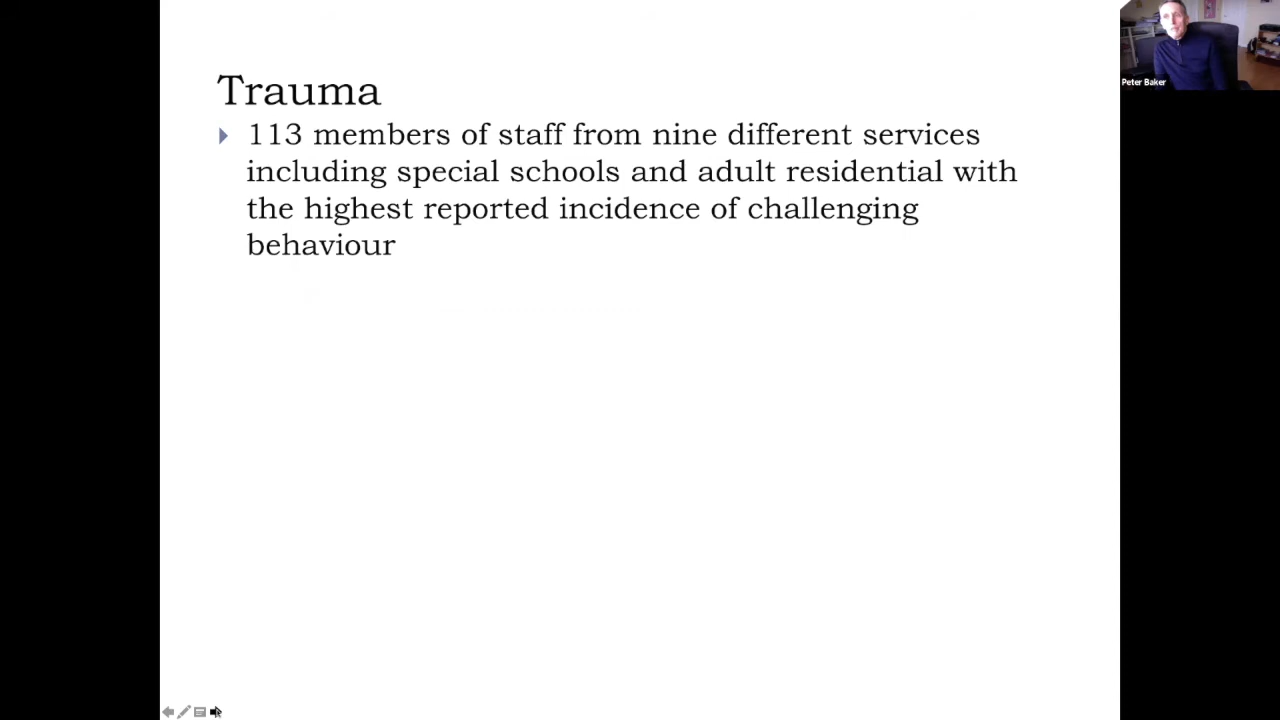 Trauma
113 members of staff from nine different services
including special schools and adult residential with
the highest reported incidence of challenging
behaviour
Peter Baker